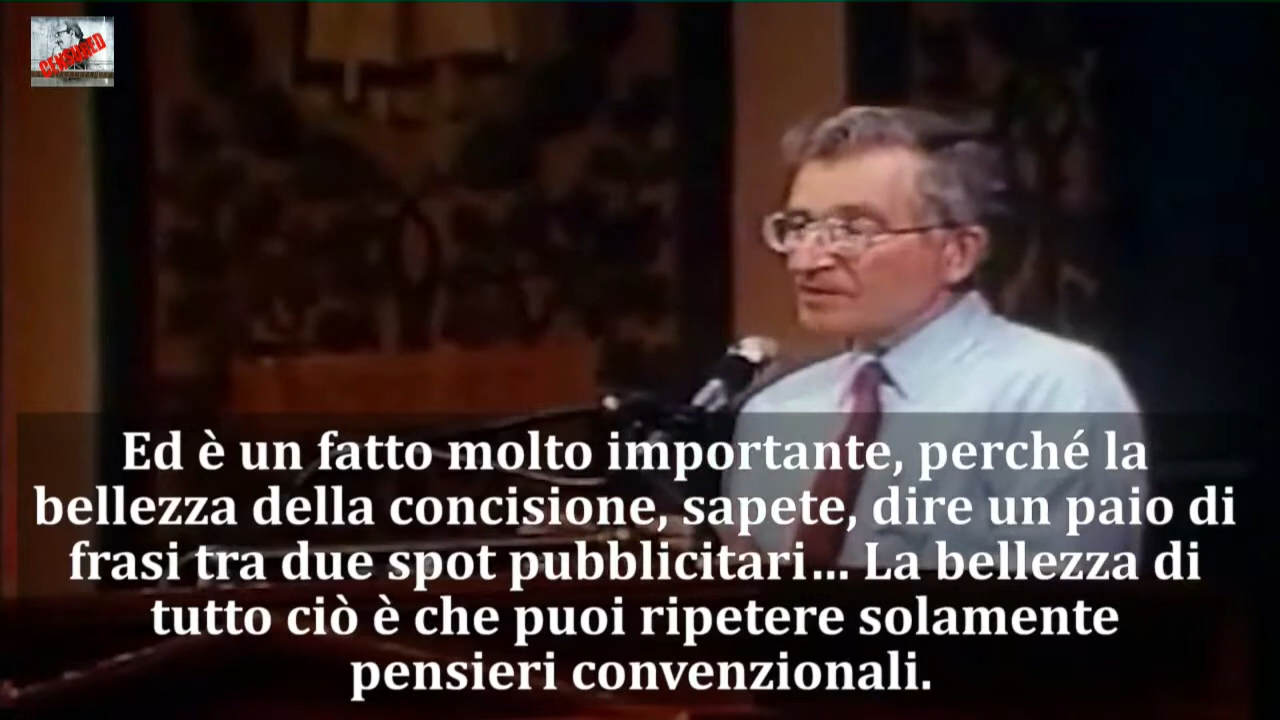 CENSORED
Ed è un fatto molto importante, perché la
bellezza della concisione, sapete, dire un paio di
frasi tra due spot pubblicitari... La bellezza di
tutto ciò è che puoi ripetere solamente
pensieri convenzionali.